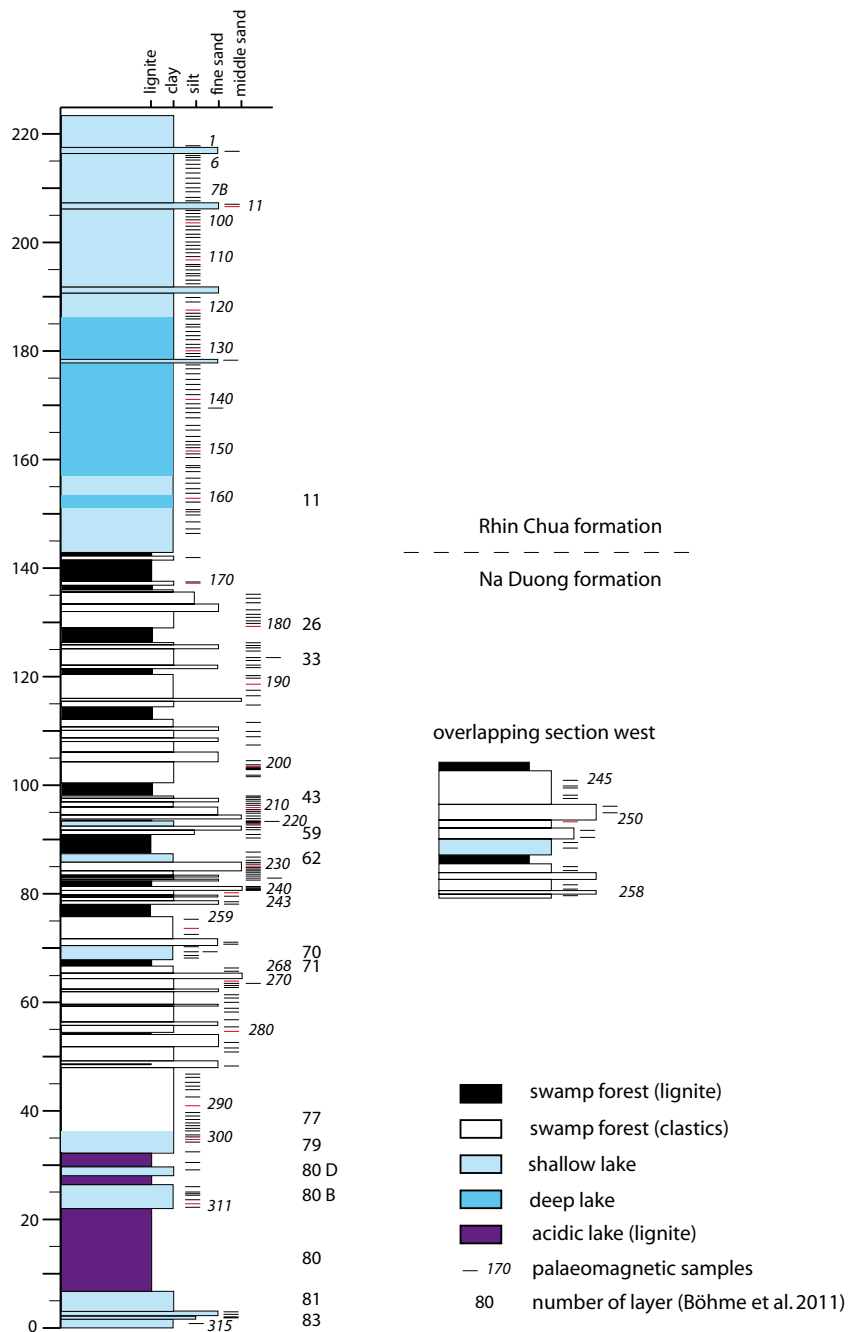 lignite
clay
silt
fine sand
middle sand
220
1
6
7B
11
200
100
110
120
180
130
140
150
160
160
11
Rhin Chua formation
140
Na Duong formation
170
180 26
33
120
190
overlapping section west
200
245
100
43
210
250
220
59
62
230
240
80
258
243
259
70
268 71
270
60
280
swamp forest (lignite)
290
40
77
swamp forest (clastics)
300
79
shallow lake
80 D
80 B
deep lake
311
20
acidic lake (lignite)
80
170 palaeomagnetic samples
81
80 number of layer (Böhme et al. 2011)
83
0
315